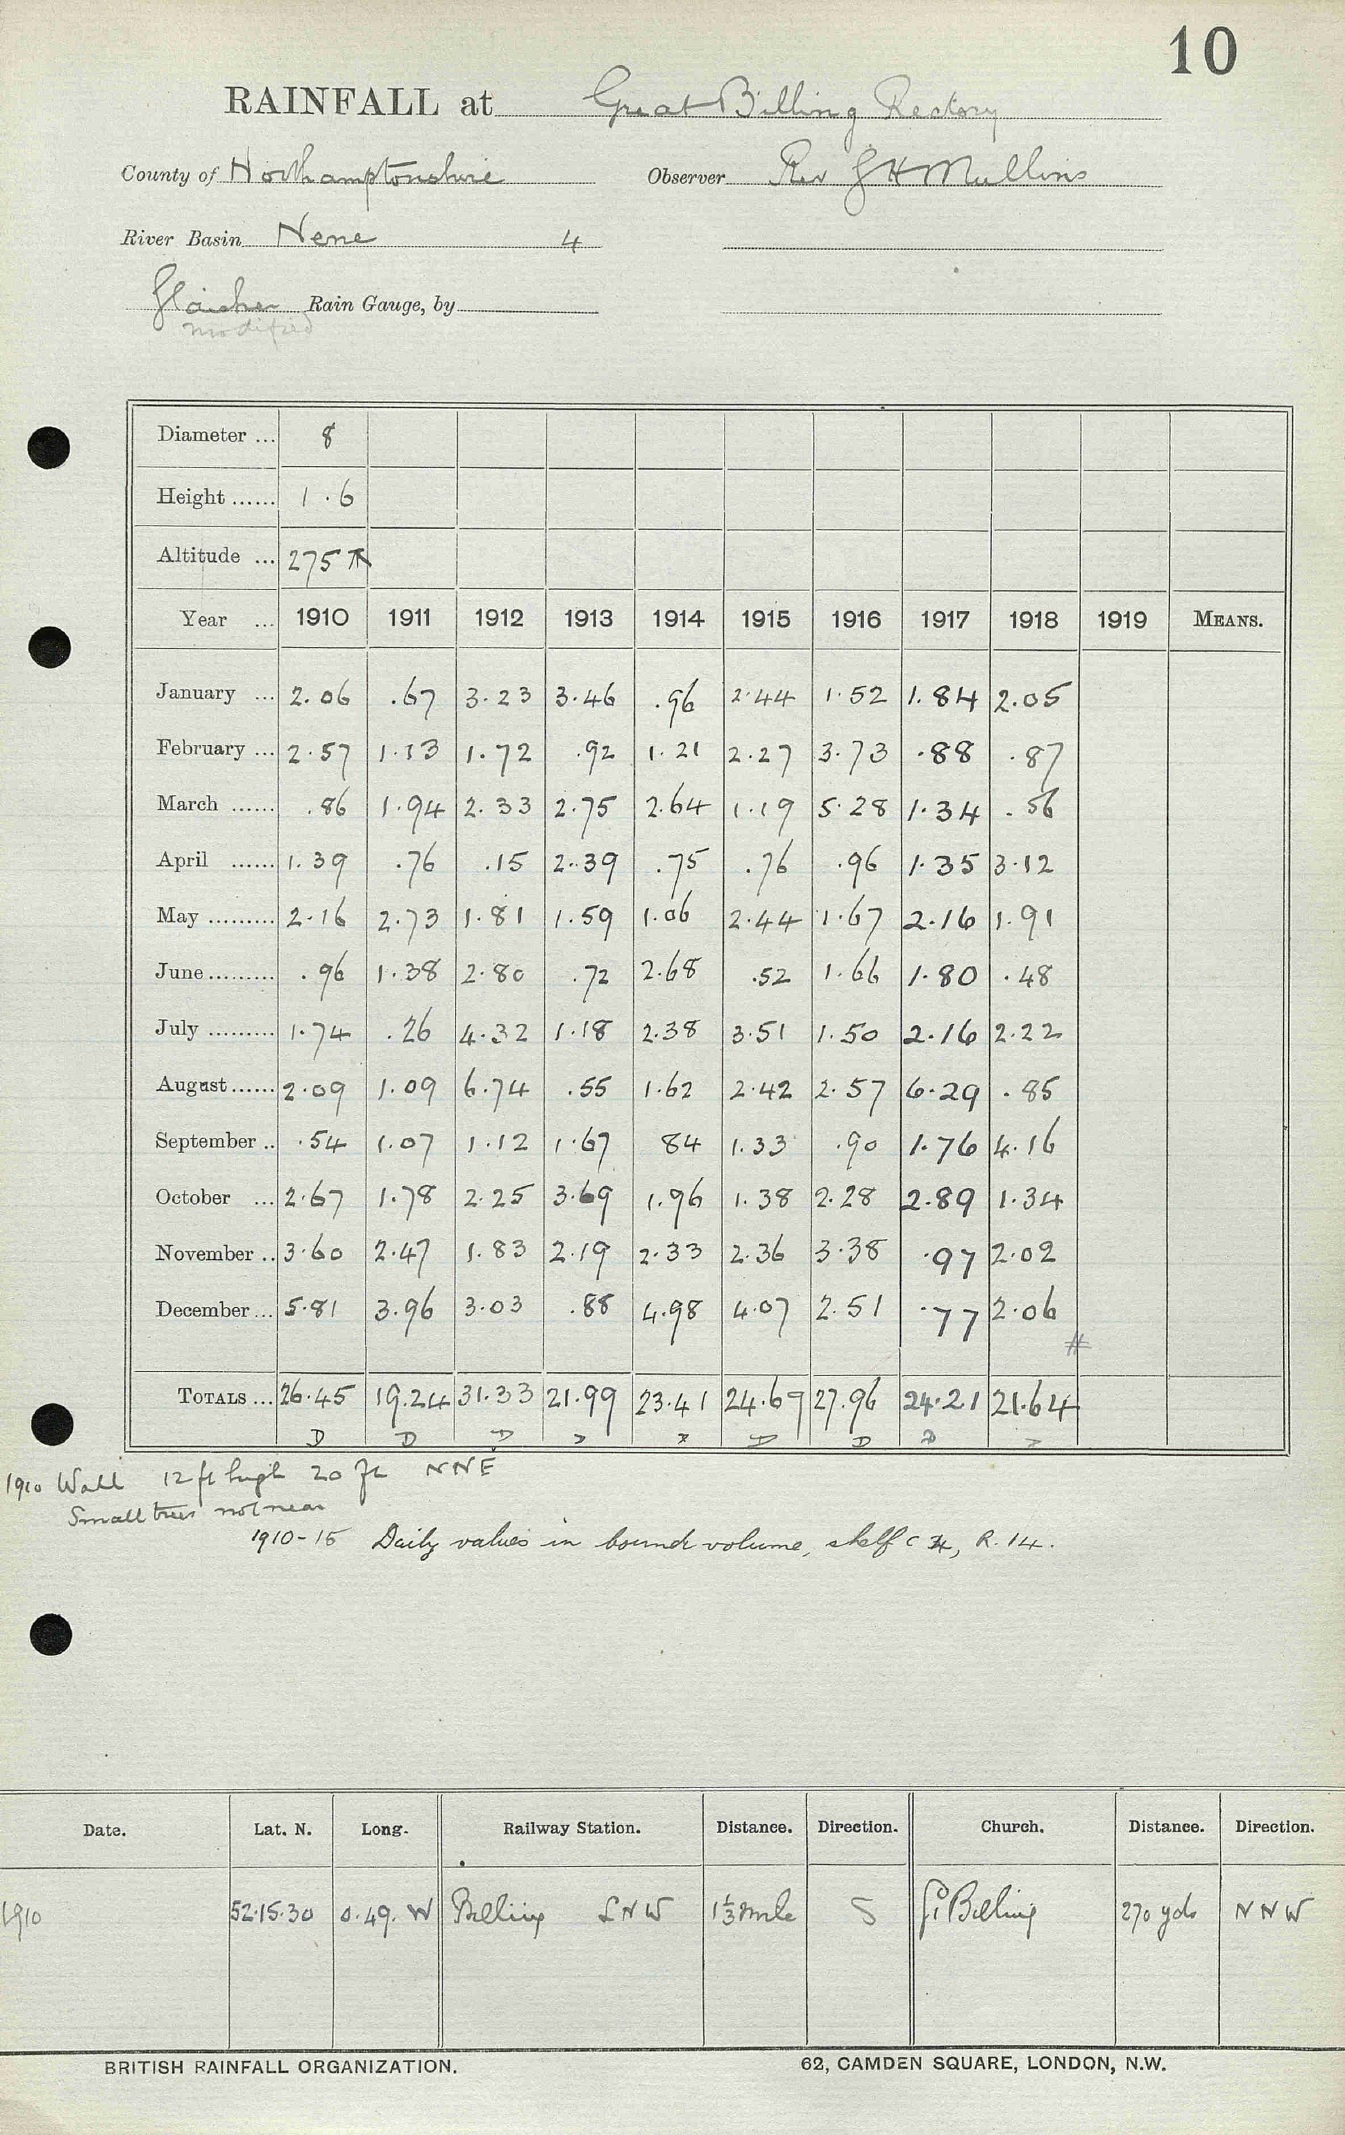 10
RAINFALL at Great Billing Rectory
County of Northamptonshire Observer Rev G H Mullins
River Basin Nene 4
Glaisher Rain Gauge, by
modified
Diameter ... 8
Height ...... 1.6
Altitude ... 275
Year ... 1910 1911 1912 1913 1914 1915 1916 1917 1918 1919 MEANS.
January ... 2.06 .67 3.23 3.46 .96 2.44 1.52 1.84 2.05
February ... 2.57 1.13 1.72 .92 1.21 2.27 3.73 .88 .87
March ...... .86 1.94 2.33 2.75 2.64 1.19 5.28 1.34 .56
April ...... 1.39 .76 .15 2.39 .75 .76 .96 1.35 3.12
May ......... 2.16 2.73 1.81 1.59 1.06 2.44 1.67 2.16 1.91
June ......... .96 1.38 2.80 .72 2.68 .52 1.66 1.80 .48
July ......... 1.74 .26 4.32 1.18 2.38 3.51 1.50 2.16 2.22
August ...... 2.09 1.09 6.74 .55 1.62 2.42 2.57 6.29 .85
September .. .54 1.07 1.12 1.67 84 1.33 .90 1.76 4.16
October ... 2.67 1.78 2.25 3.69 1.96 1.38 2.28 2.89 1.34
November .. 3.60 2.47 1.83 2.19 2.33 2.36 3.38 .97 2.02
December ... 5.81 3.96 3.03 .88 4.98 4.07 2.51 .77 2.06
#
TOTALS ... 26.45 19.24 31.33 21.99 23.41 24.69 27.96 24.21 21.64
D D D D D D D
1910 Wall 12 ft high 20 ft NNE
Small trees not near
1910-15 Daily values in bound volume, shelf C 4, R. 14.
Date. Lat. N. Long. Railway Station. Distance. Direction. Church. Distance. Direction.
1910 52.15.30 0.49. W Billing LNW 1⅓ mile S Gt Billing 270 yds NNW
BRITISH RAINFALL ORGANIZATION. 62, CAMDEN SQUARE, LONDON, N.W.